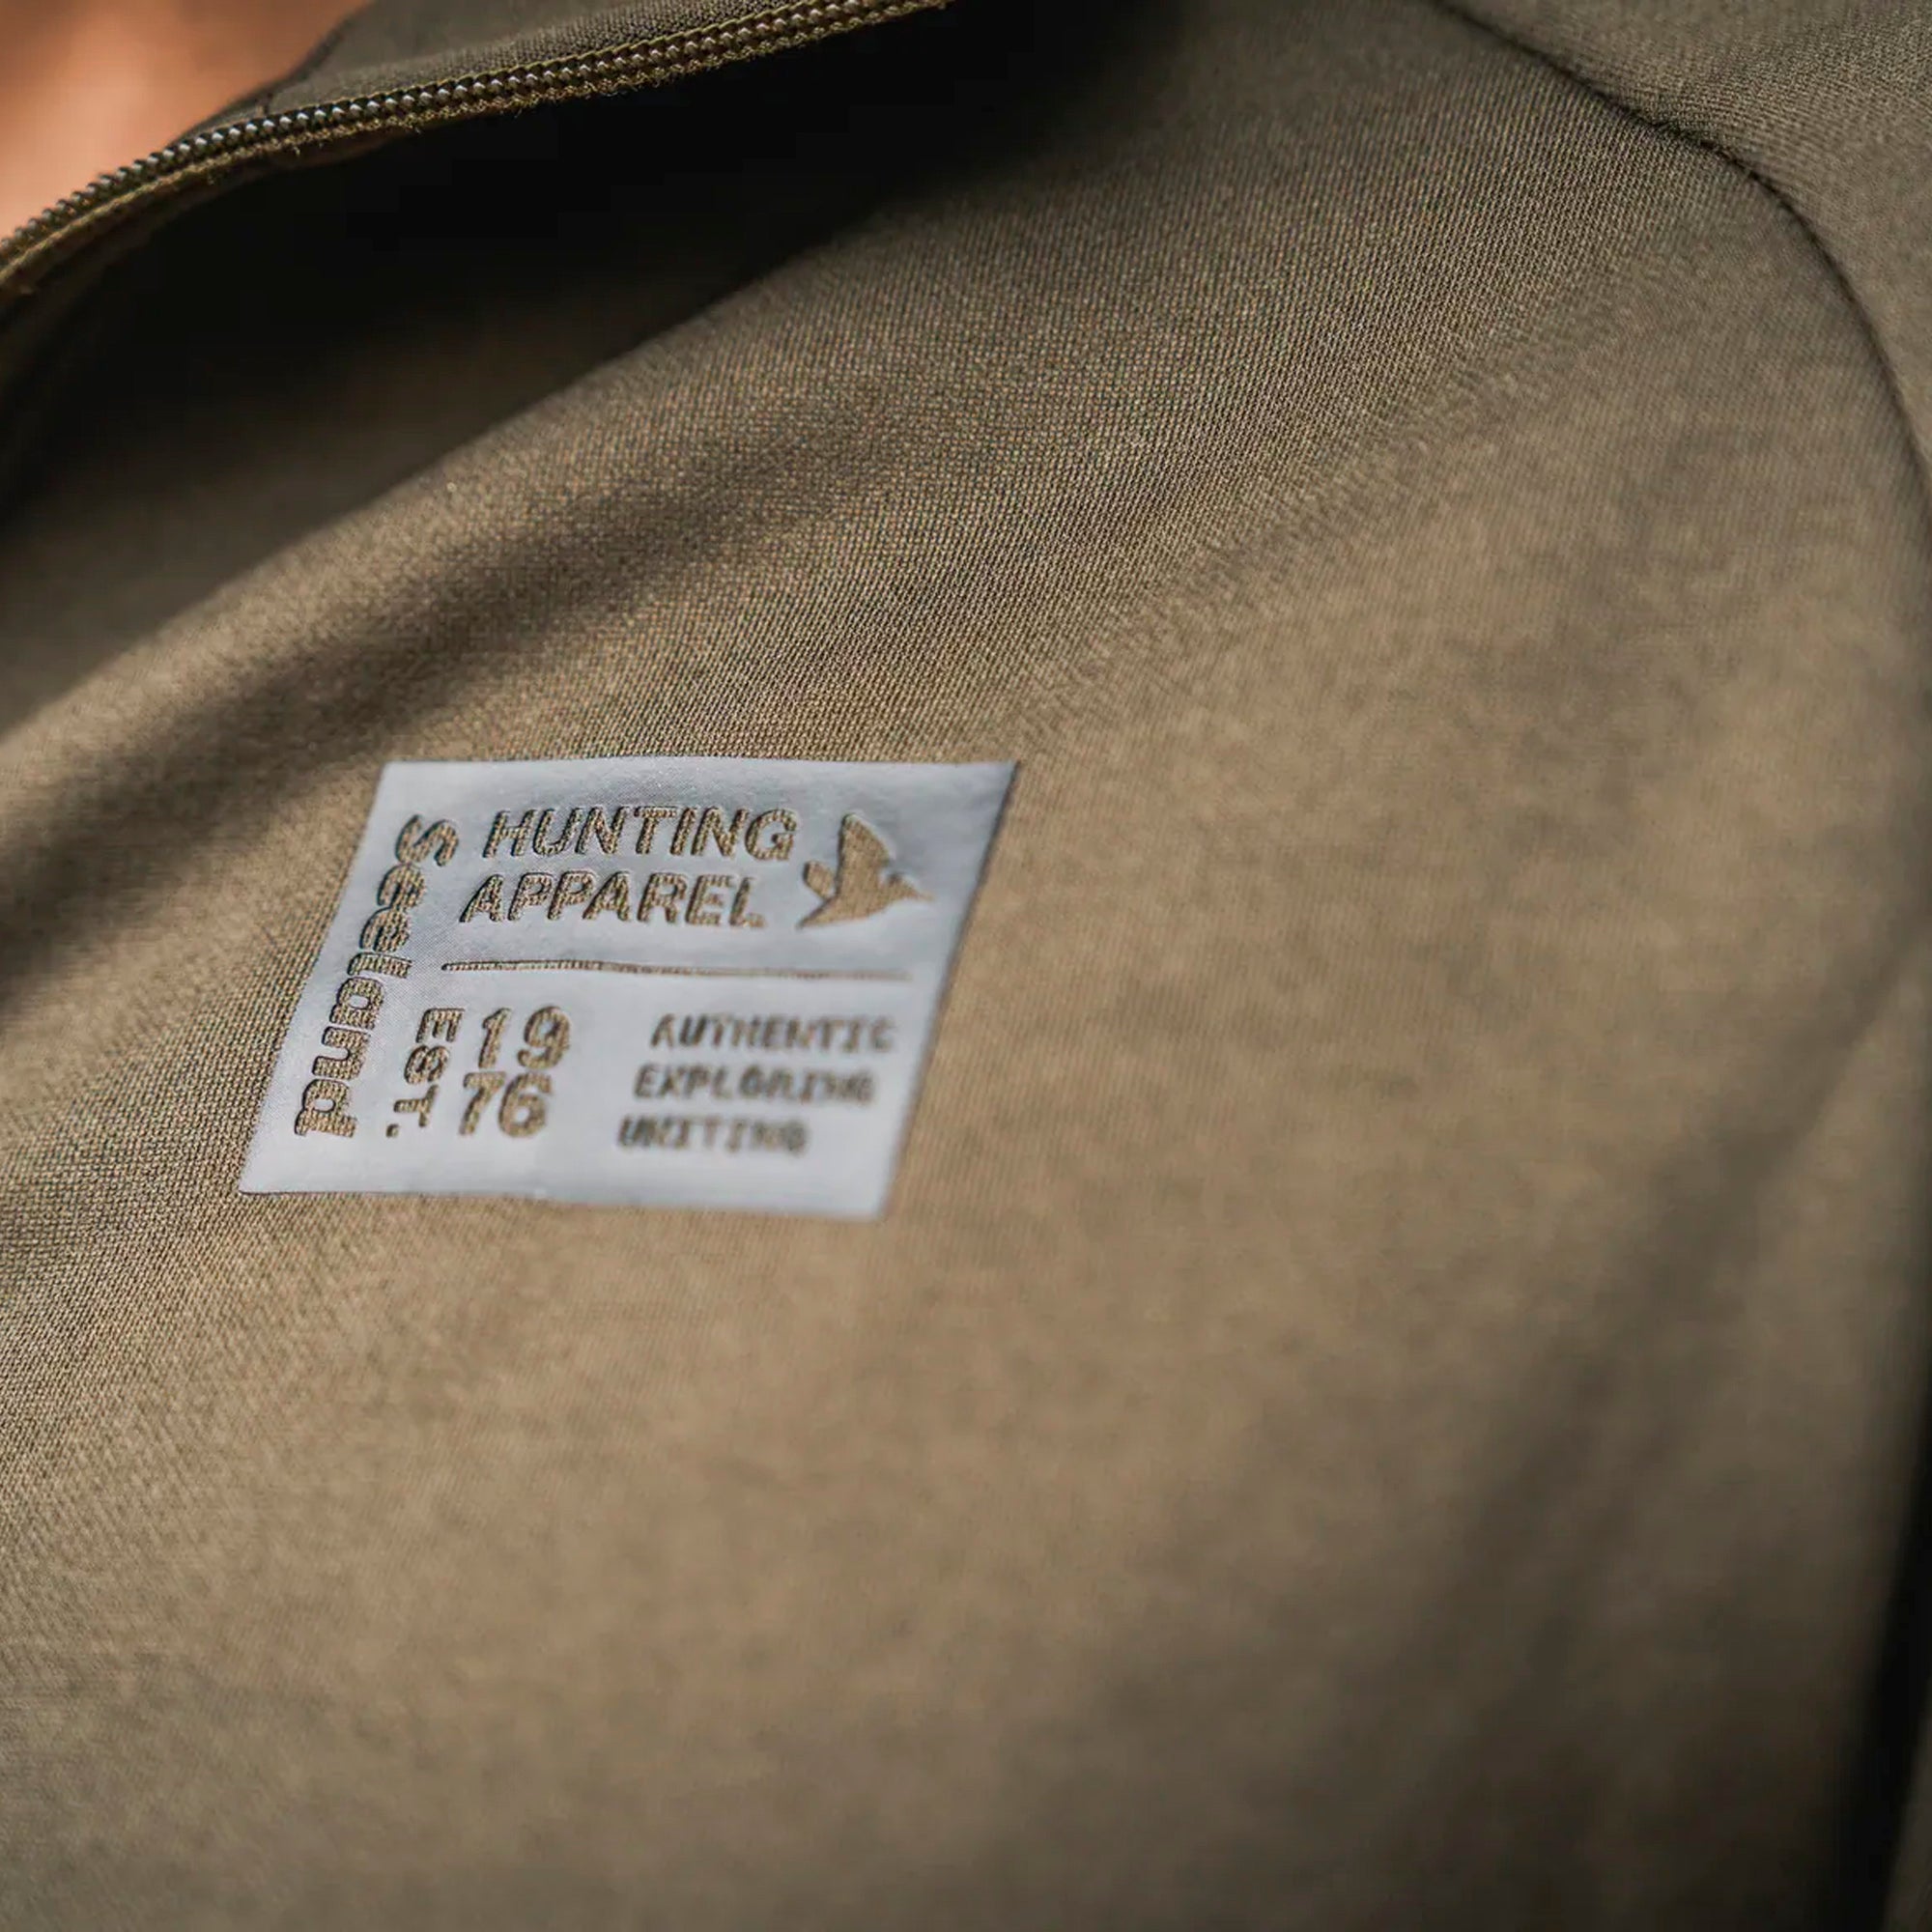 Seeland
HUNTING
APPAREL
EST.
19
76
AUTHENTIC
EXPLORING
UNITING